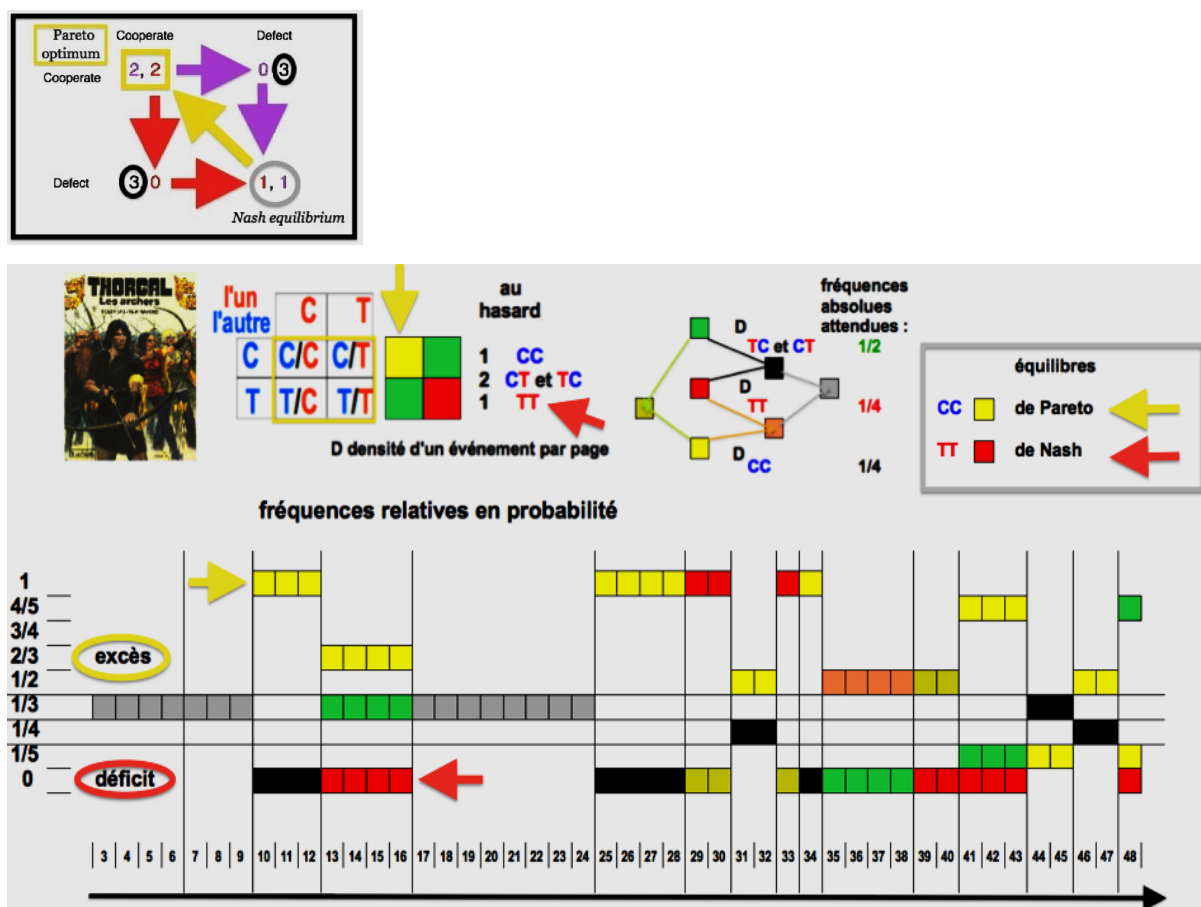 Pareto
optimum
Cooperate
Defect
Cooperate
2, 2
0 3
Defect
3 0
1, 1
Nash equilibrium
THORGAL
Les archers
l'un
l'autre
C T
C C/C C/T
T T/C T/T
au
hasard
1 CC
2 CT et TC
1 TT
D densité d'un événement par page
D
TC et CT
D
TT
D
CC
fréquences
absolues
attendues :
1/2
1/4
1/4
équilibres
CC de Pareto
TT de Nash
fréquences relatives en probabilité
1
4/5
3/4
2/3
1/2
1/3
1/4
1/5
0
excès
déficit
3 4 5 6 7 8 9 10 11 12 13 14 15 16 17 18 19 20 21 22 23 24 25 26 27 28 29 30 31 32 33 34 35 36 37 38 39 40 41 42 43 44 45 46 47 48